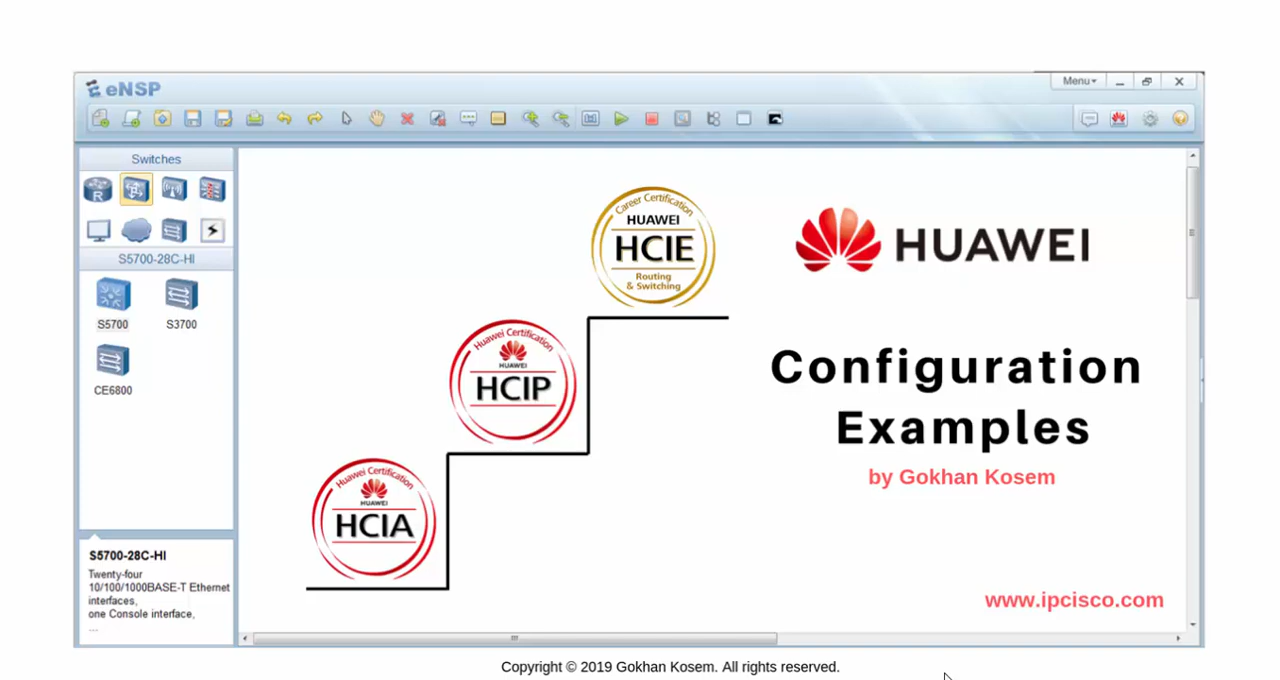 eNSP
Menu
Switches
R
S5700-28C-HI
S5700
S3700
CE6800
S5700-28C-HI
Twenty-four
10/100/1000BASE-T Ethernet
interfaces,
one Console interface,
...
Career Certification
HUAWEI
HCIE
Routing
& Switching
Huawei Certification
HUAWEI
HCIP
Huawei Certification
HUAWEI
HCIA
HUAWEI
Configuration
Examples
by Gokhan Kosem
www.ipcisco.com
Copyright © 2019 Gokhan Kosem. All rights reserved.